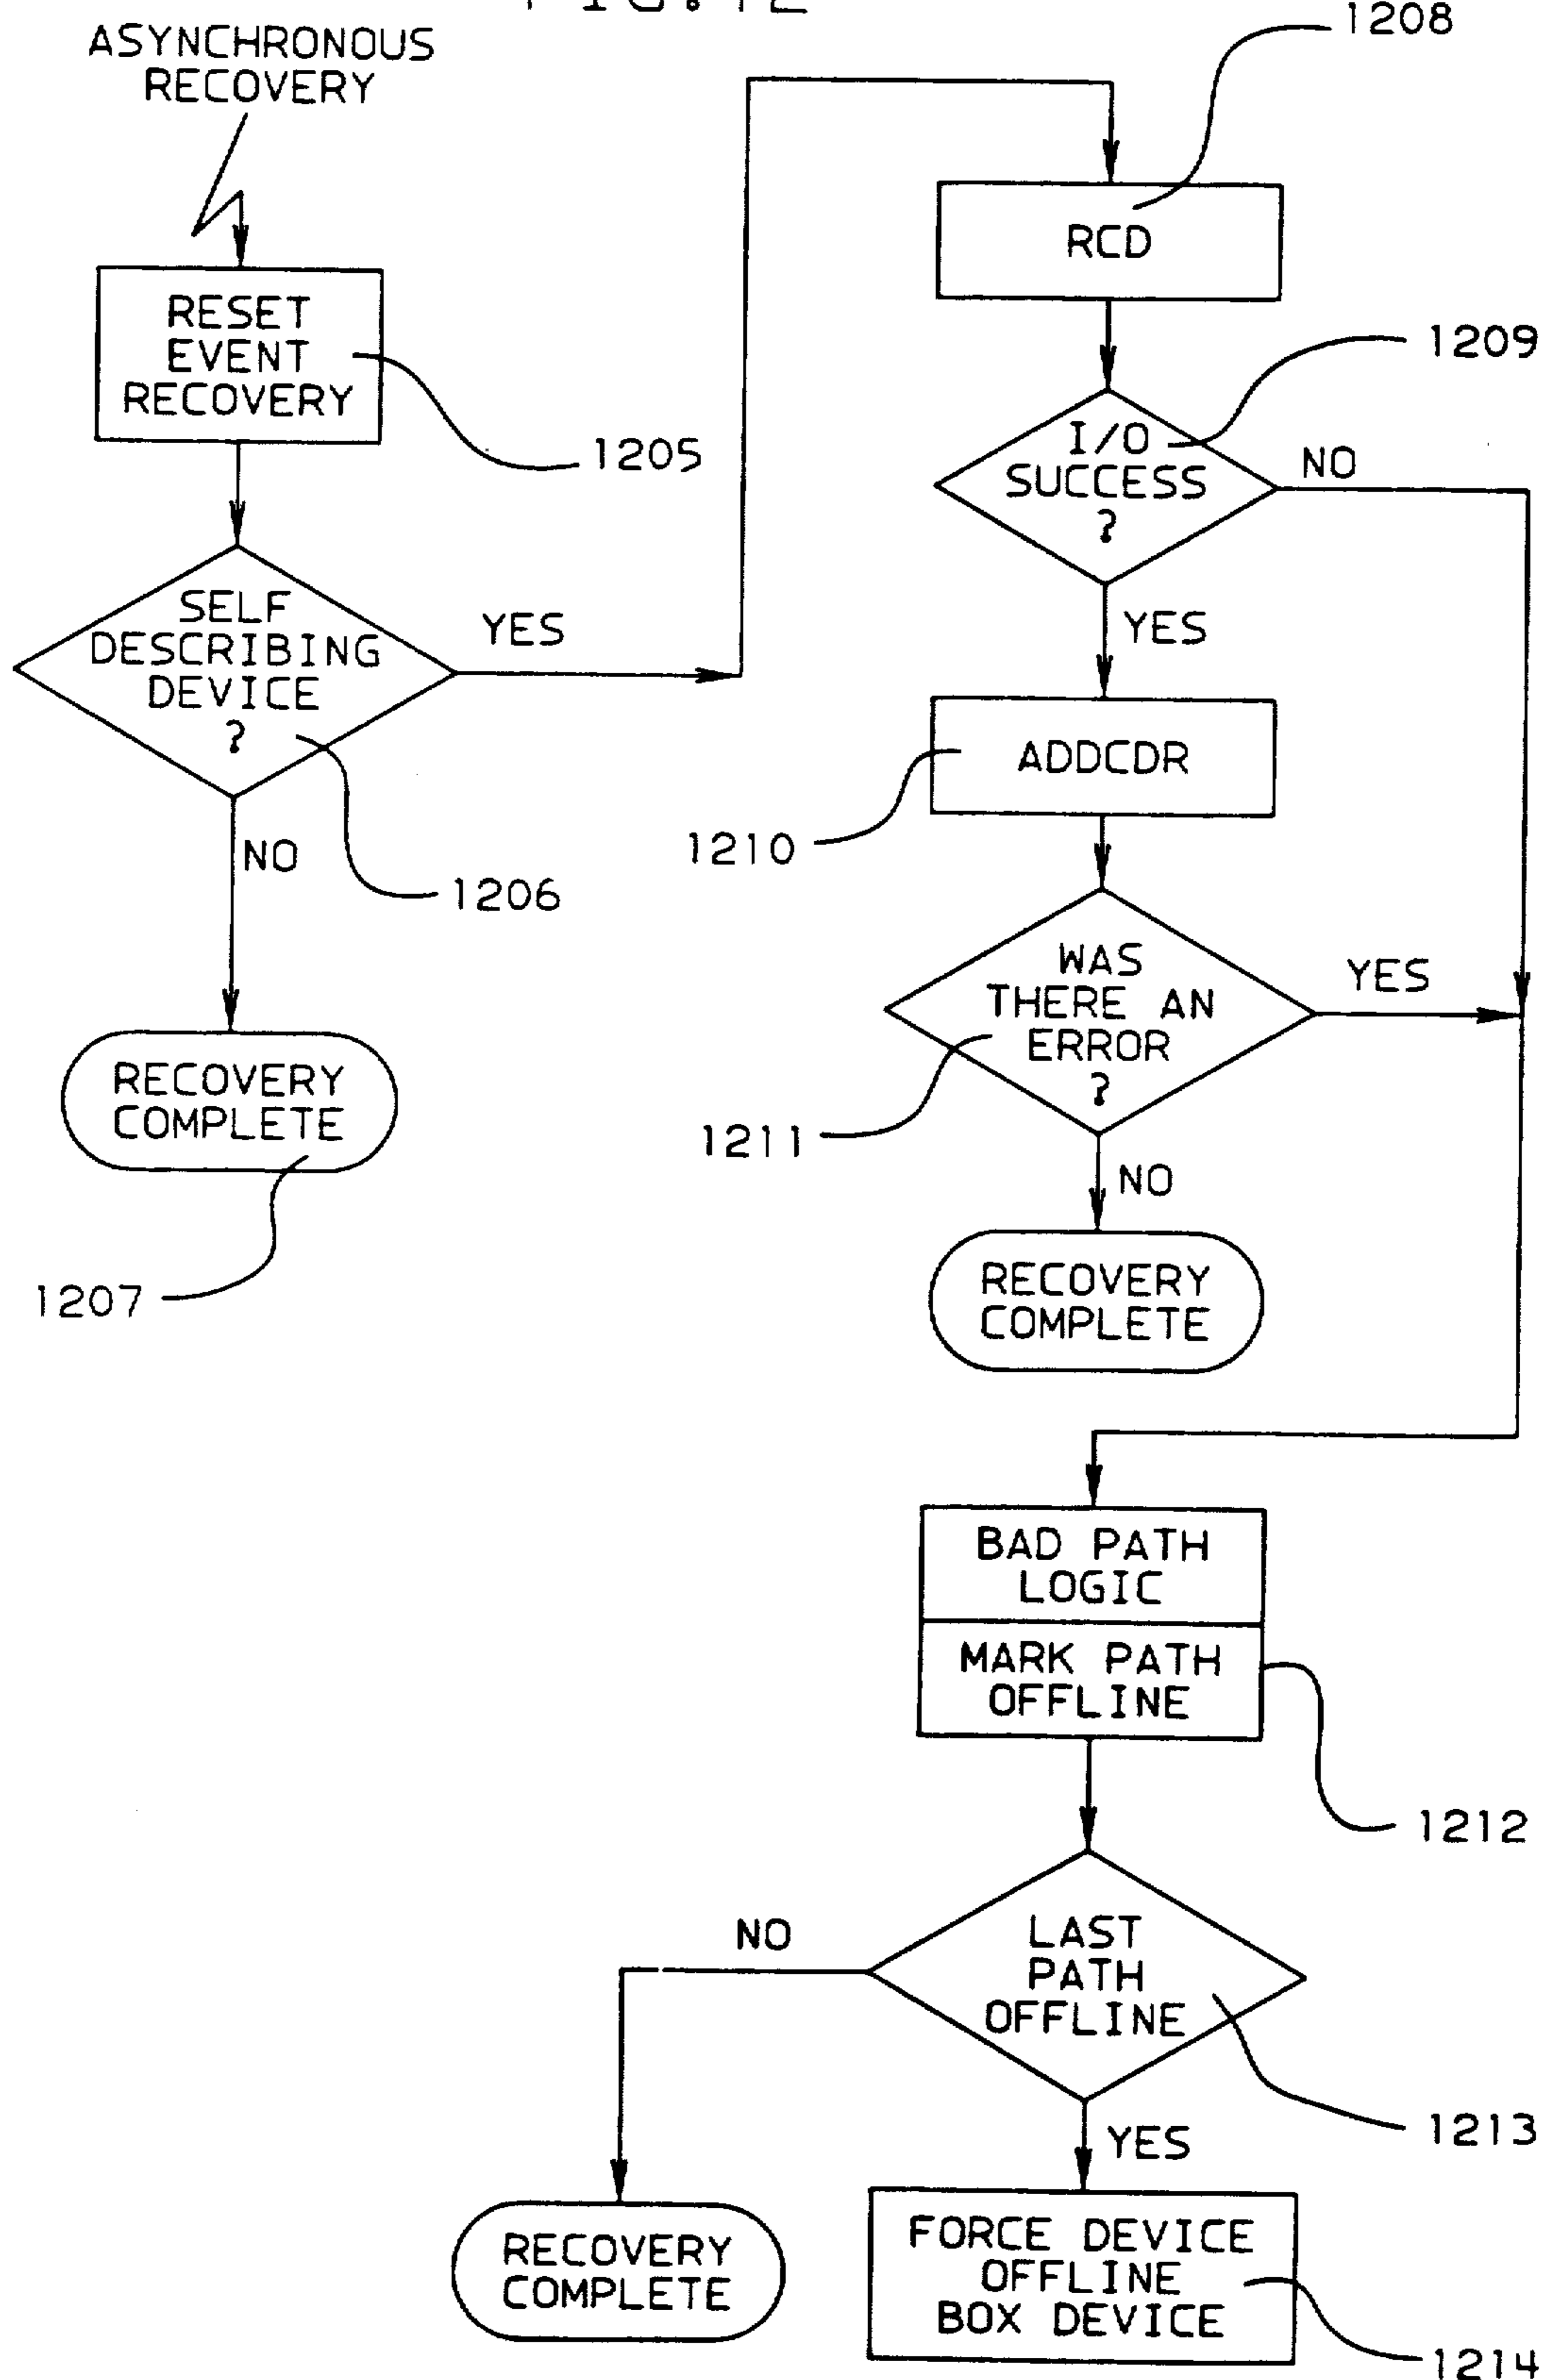 FIG.12
ASYNCHRONOUS
RECOVERY
RESET
EVENT
RECOVERY
1205
SELF
DESCRIBING
DEVICE
?
YES
1206
NO
RECOVERY
COMPLETE
1207
1208
RCD
I/O
SUCCESS
?
1209
NO
YES
ADDCDR
1210
WAS
THERE AN
ERROR
?
YES
1211
NO
RECOVERY
COMPLETE
BAD PATH
LOGIC
MARK PATH
OFFLINE
1212
LAST
PATH
OFFLINE
NO
1213
YES
RECOVERY
COMPLETE
FORCE DEVICE
OFFLINE
BOX DEVICE
1214